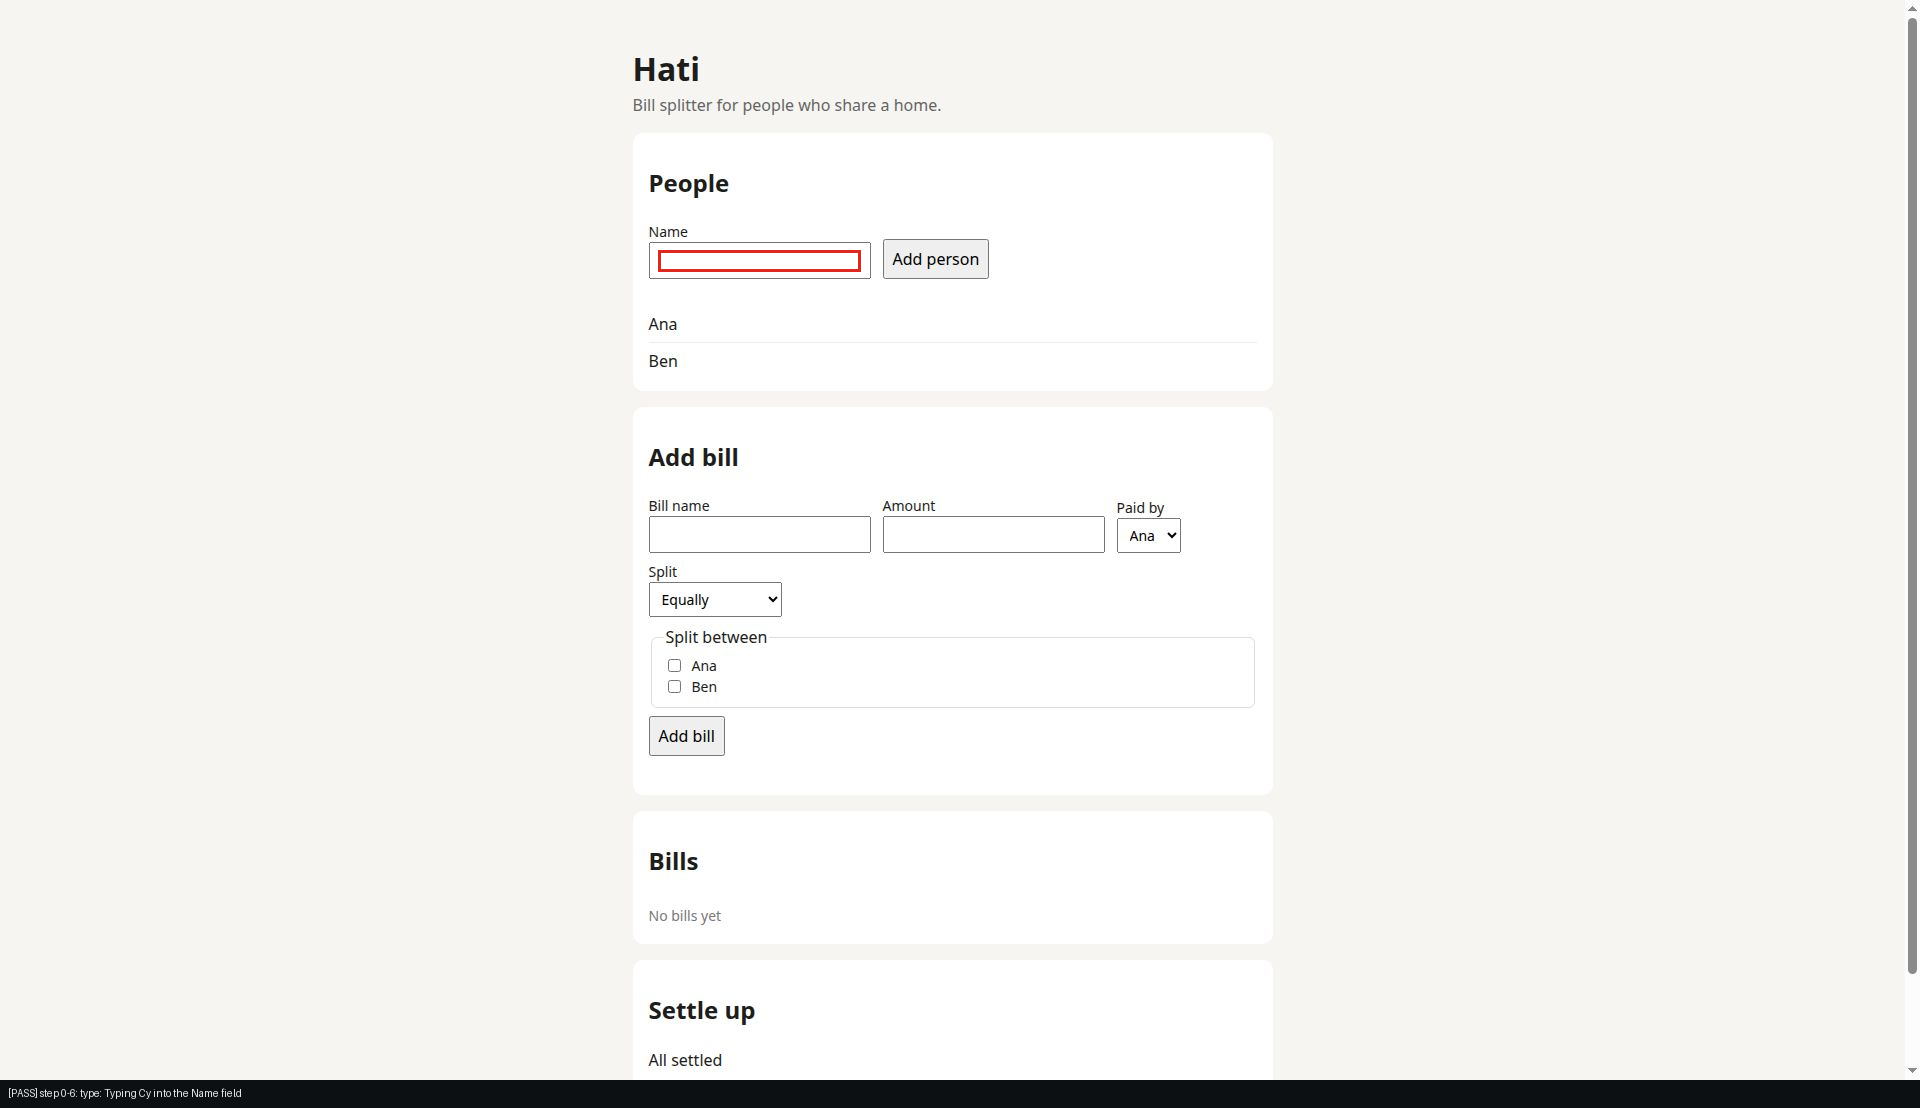 Hati
Bill splitter for people who share a home.
People
Name
Add person
Ana
Ben
Add bill
Bill name Amount Paid by
Ana
Split
Equally
Split between
Ana
Ben
Add bill
Bills
No bills yet
Settle up
All settled
[PASS] step 0-6: type: Typing Cy into the Name field